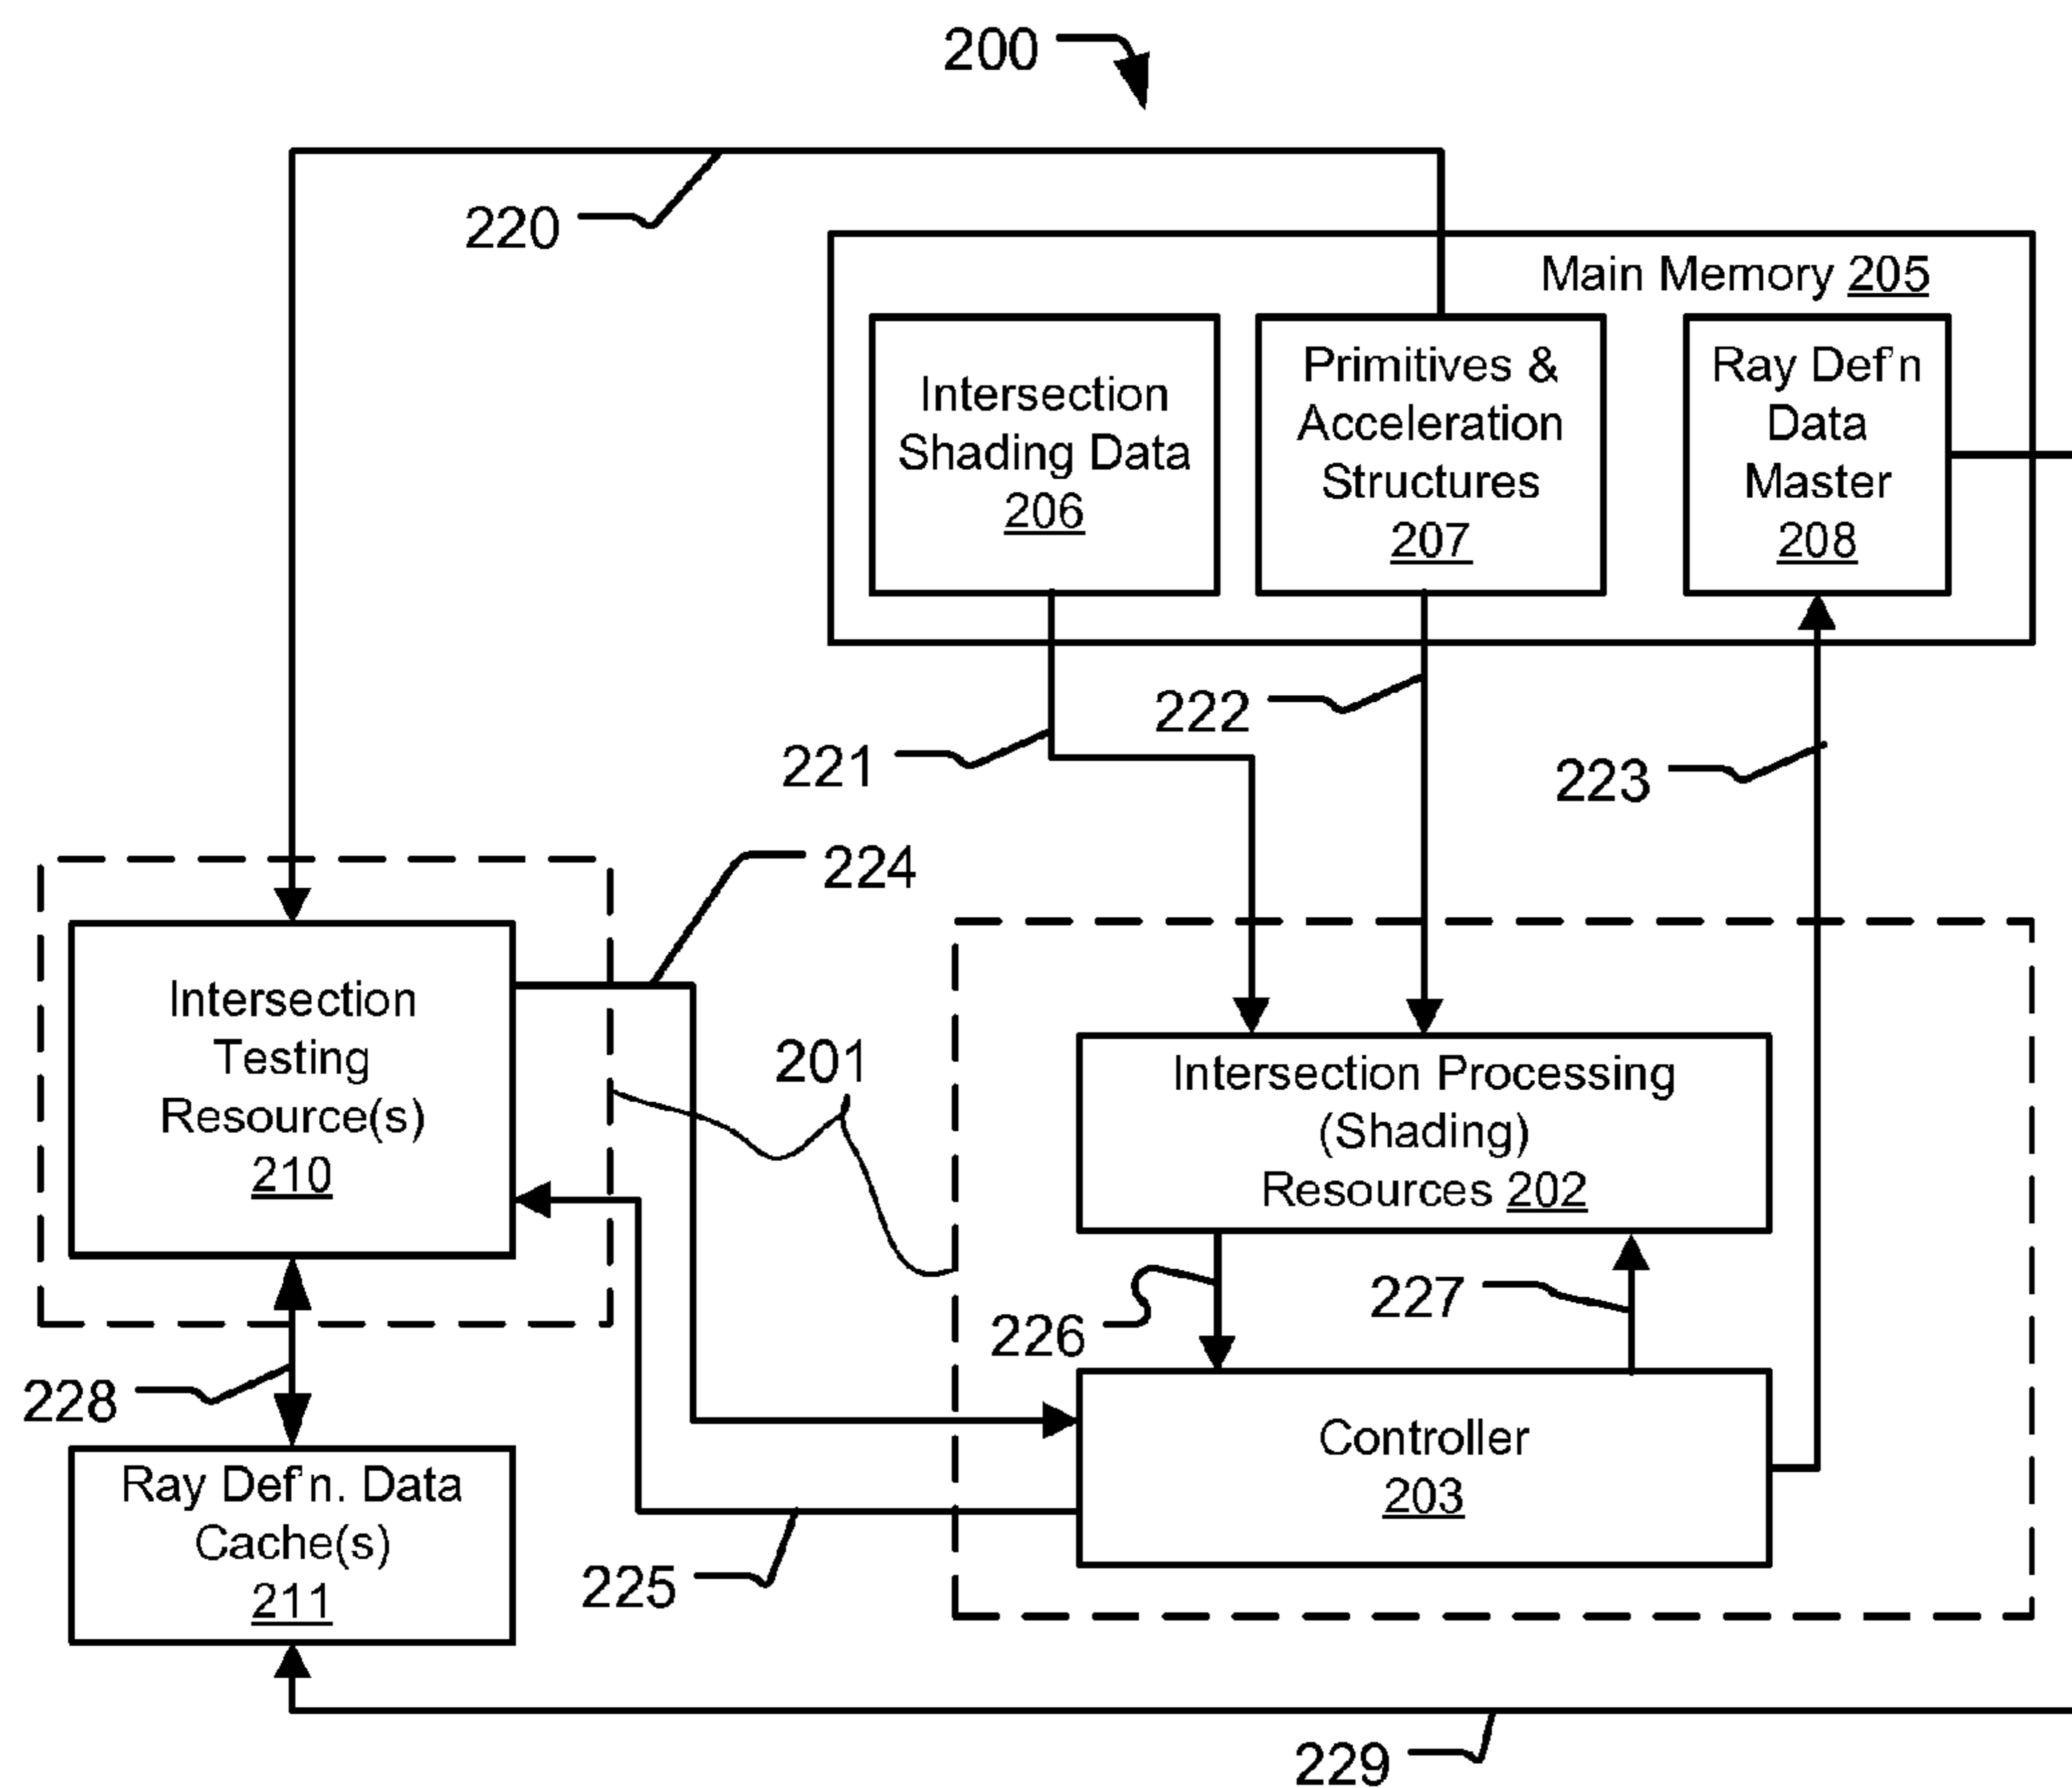 200
220
Main Memory 205
Intersection
Shading Data
206
Primitives &
Acceleration
Structures
207
Ray Def'n
Data
Master
208
221
222
223
224
Intersection
Testing
Resource(s)
210
201
Intersection Processing
(Shading)
Resources 202
226
227
228
Controller
203
Ray Def'n. Data
Cache(s)
211
225
229